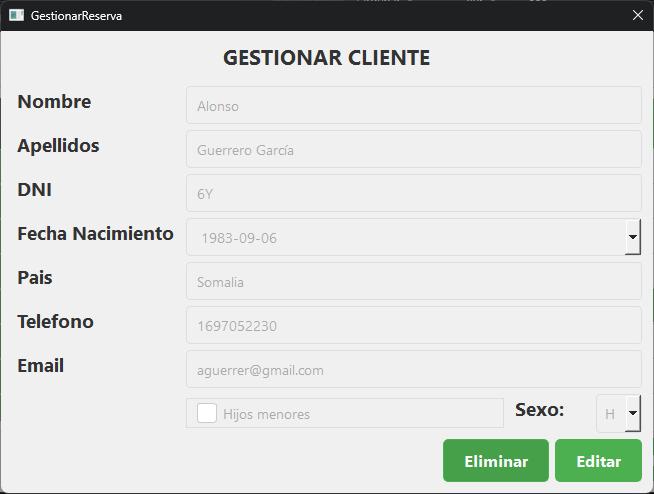 GestionarReserva
GESTIONAR CLIENTE
Nombre Alonso
Apellidos Guerrero García
DNI 6Y
Fecha Nacimiento 1983-09-06
Pais Somalia
Telefono 1697052230
Email aguerrer@gmail.com
Hijos menores Sexo: H
Eliminar Editar